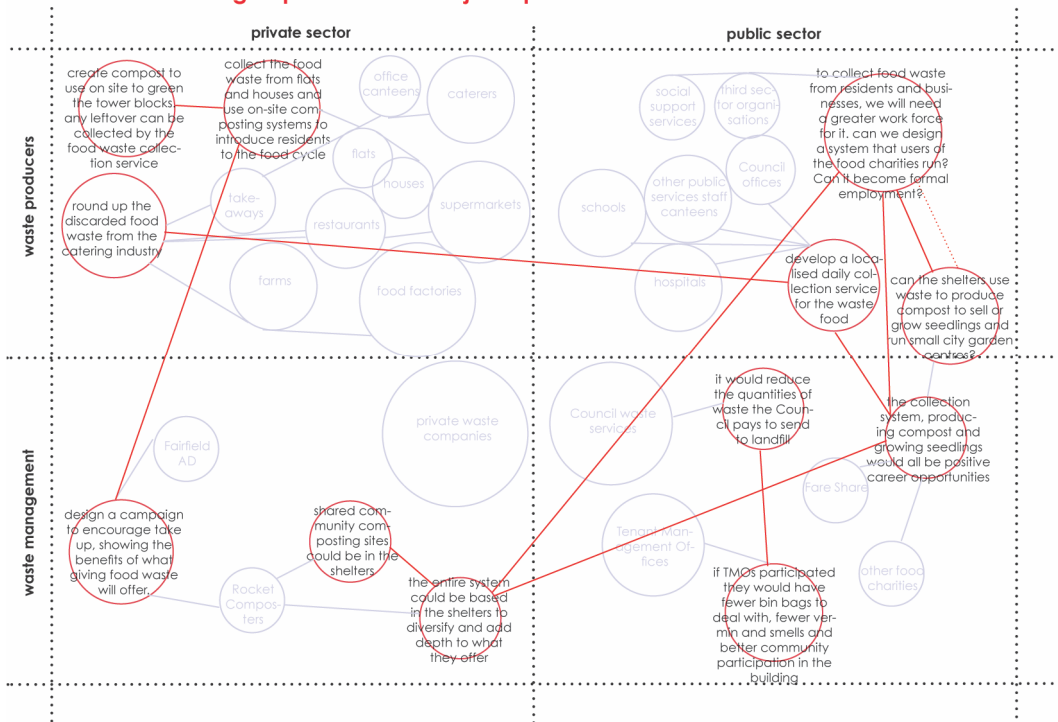 private sector
public sector
waste producers
waste management
create compost to
use on site to green
the tower blocks,
any leftover can be
collected by the
food waste collec-
tion service
collect the food
waste from flats
and houses and
use on-site com-
posting systems to
introduce residents
to the food cycle
office
canteens
caterers
flats
houses
take-
aways
restaurants
supermarkets
round up the
discarded food
waste from the
catering industry
farms
food factories
social
support
services
third sec-
tor organi-
sations
Council
offices
other public
services staff
canteens
schools
hospitals
to collect food waste
from residents and busi-
nesses, we will need
a greater work force
for it. can we design
a system that users of
the food charities run?
Can it become formal
employment?
develop a loca-
lised daily col-
lection service
for the waste
food
can the shelters use
waste to produce
compost to sell or
grow seedlings and
run small city garden
centres?
private waste
companies
Fairfield
AD
design a campaign
to encourage take
up, showing the
benefits of what
giving food waste
will offer.
Rocket
Compos-
ters
shared com-
munity com-
posting sites
could be in the
shelters
the entire system
could be based
in the shelters to
diversify and add
depth to what
they offer
Council waste
services
it would reduce
the quantities of
waste the Coun-
cil pays to send
to landfill
the collection
system, produc-
ing compost and
growing seedlings
would all be positive
career opportunities
Fare Share
Tenant Man-
agement Of-
fices
other food
charities
if TMOs participated
they would have
fewer bin bags to
deal with, fewer ver-
min and smells and
better community
participation in the
building